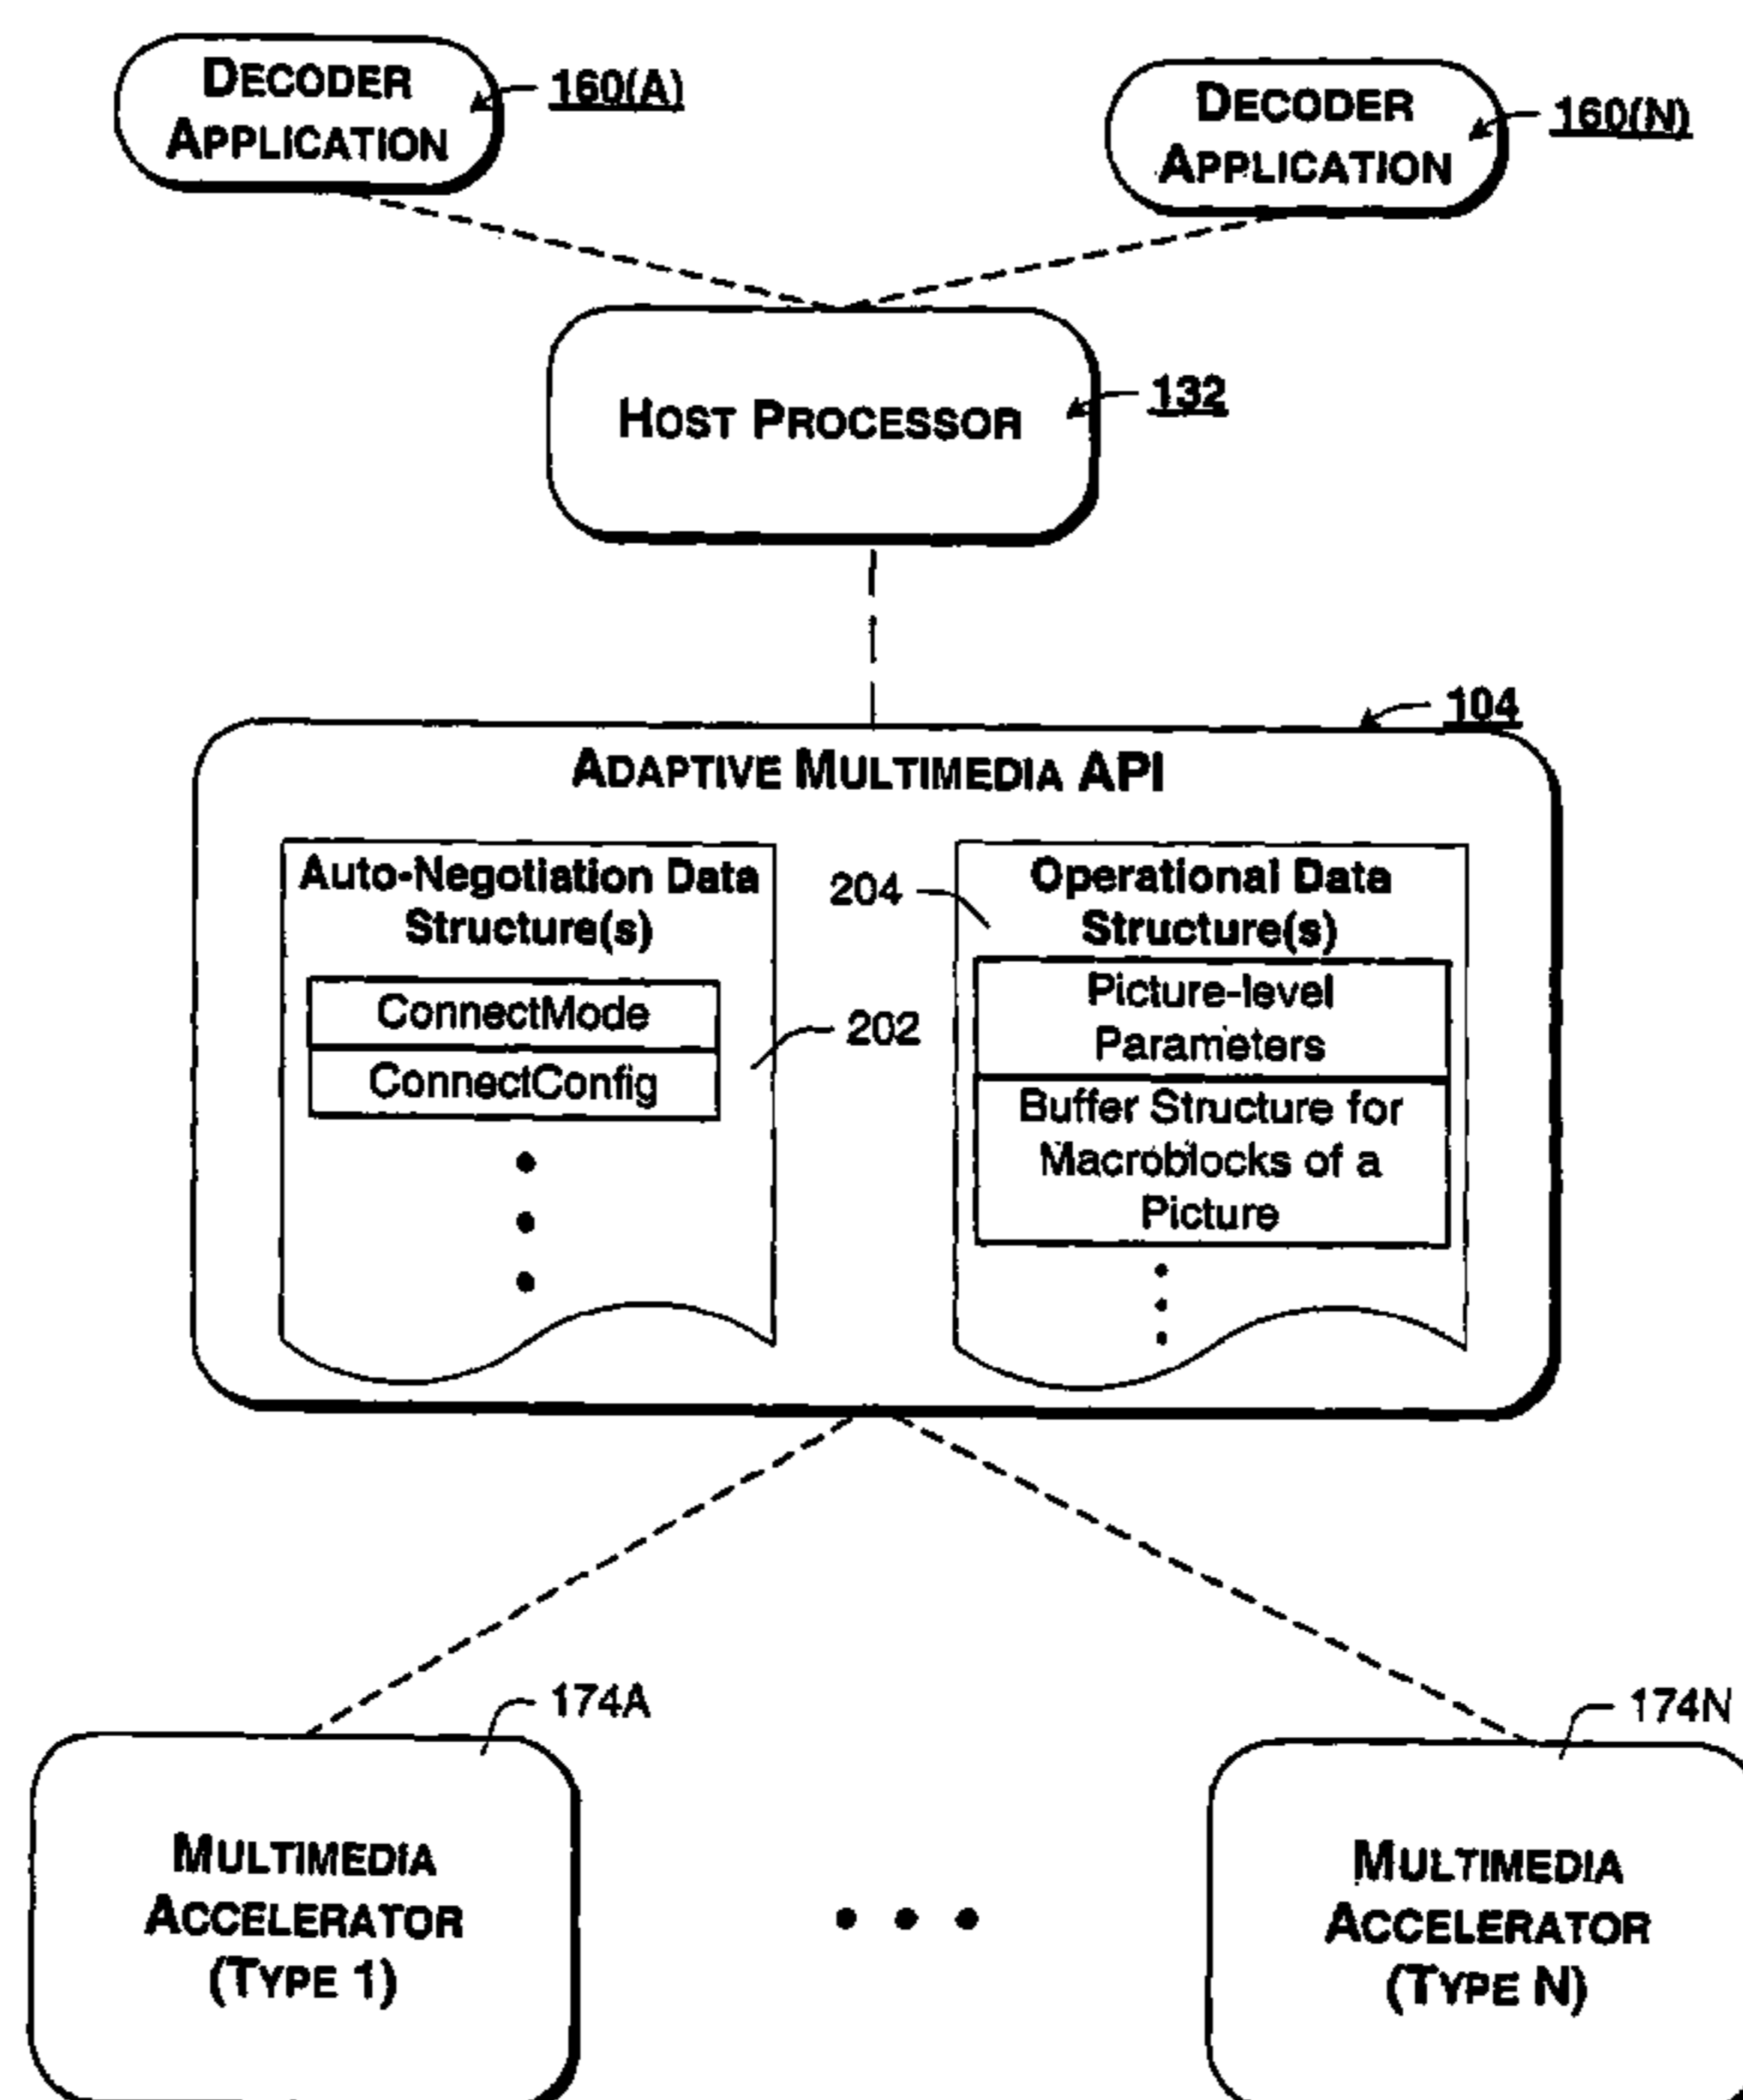 DECODER
APPLICATION
160(A)
DECODER
APPLICATION
160(N)
HOST PROCESSOR
132
104
ADAPTIVE MULTIMEDIA API
Auto-Negotiation Data
Structure(s)
ConnectMode
ConnectConfig
202
204
Operational Data
Structure(s)
Picture-level
Parameters
Buffer Structure for
Macroblocks of a
Picture
174A
MULTIMEDIA
ACCELERATOR
(TYPE 1)
174N
MULTIMEDIA
ACCELERATOR
(TYPE N)